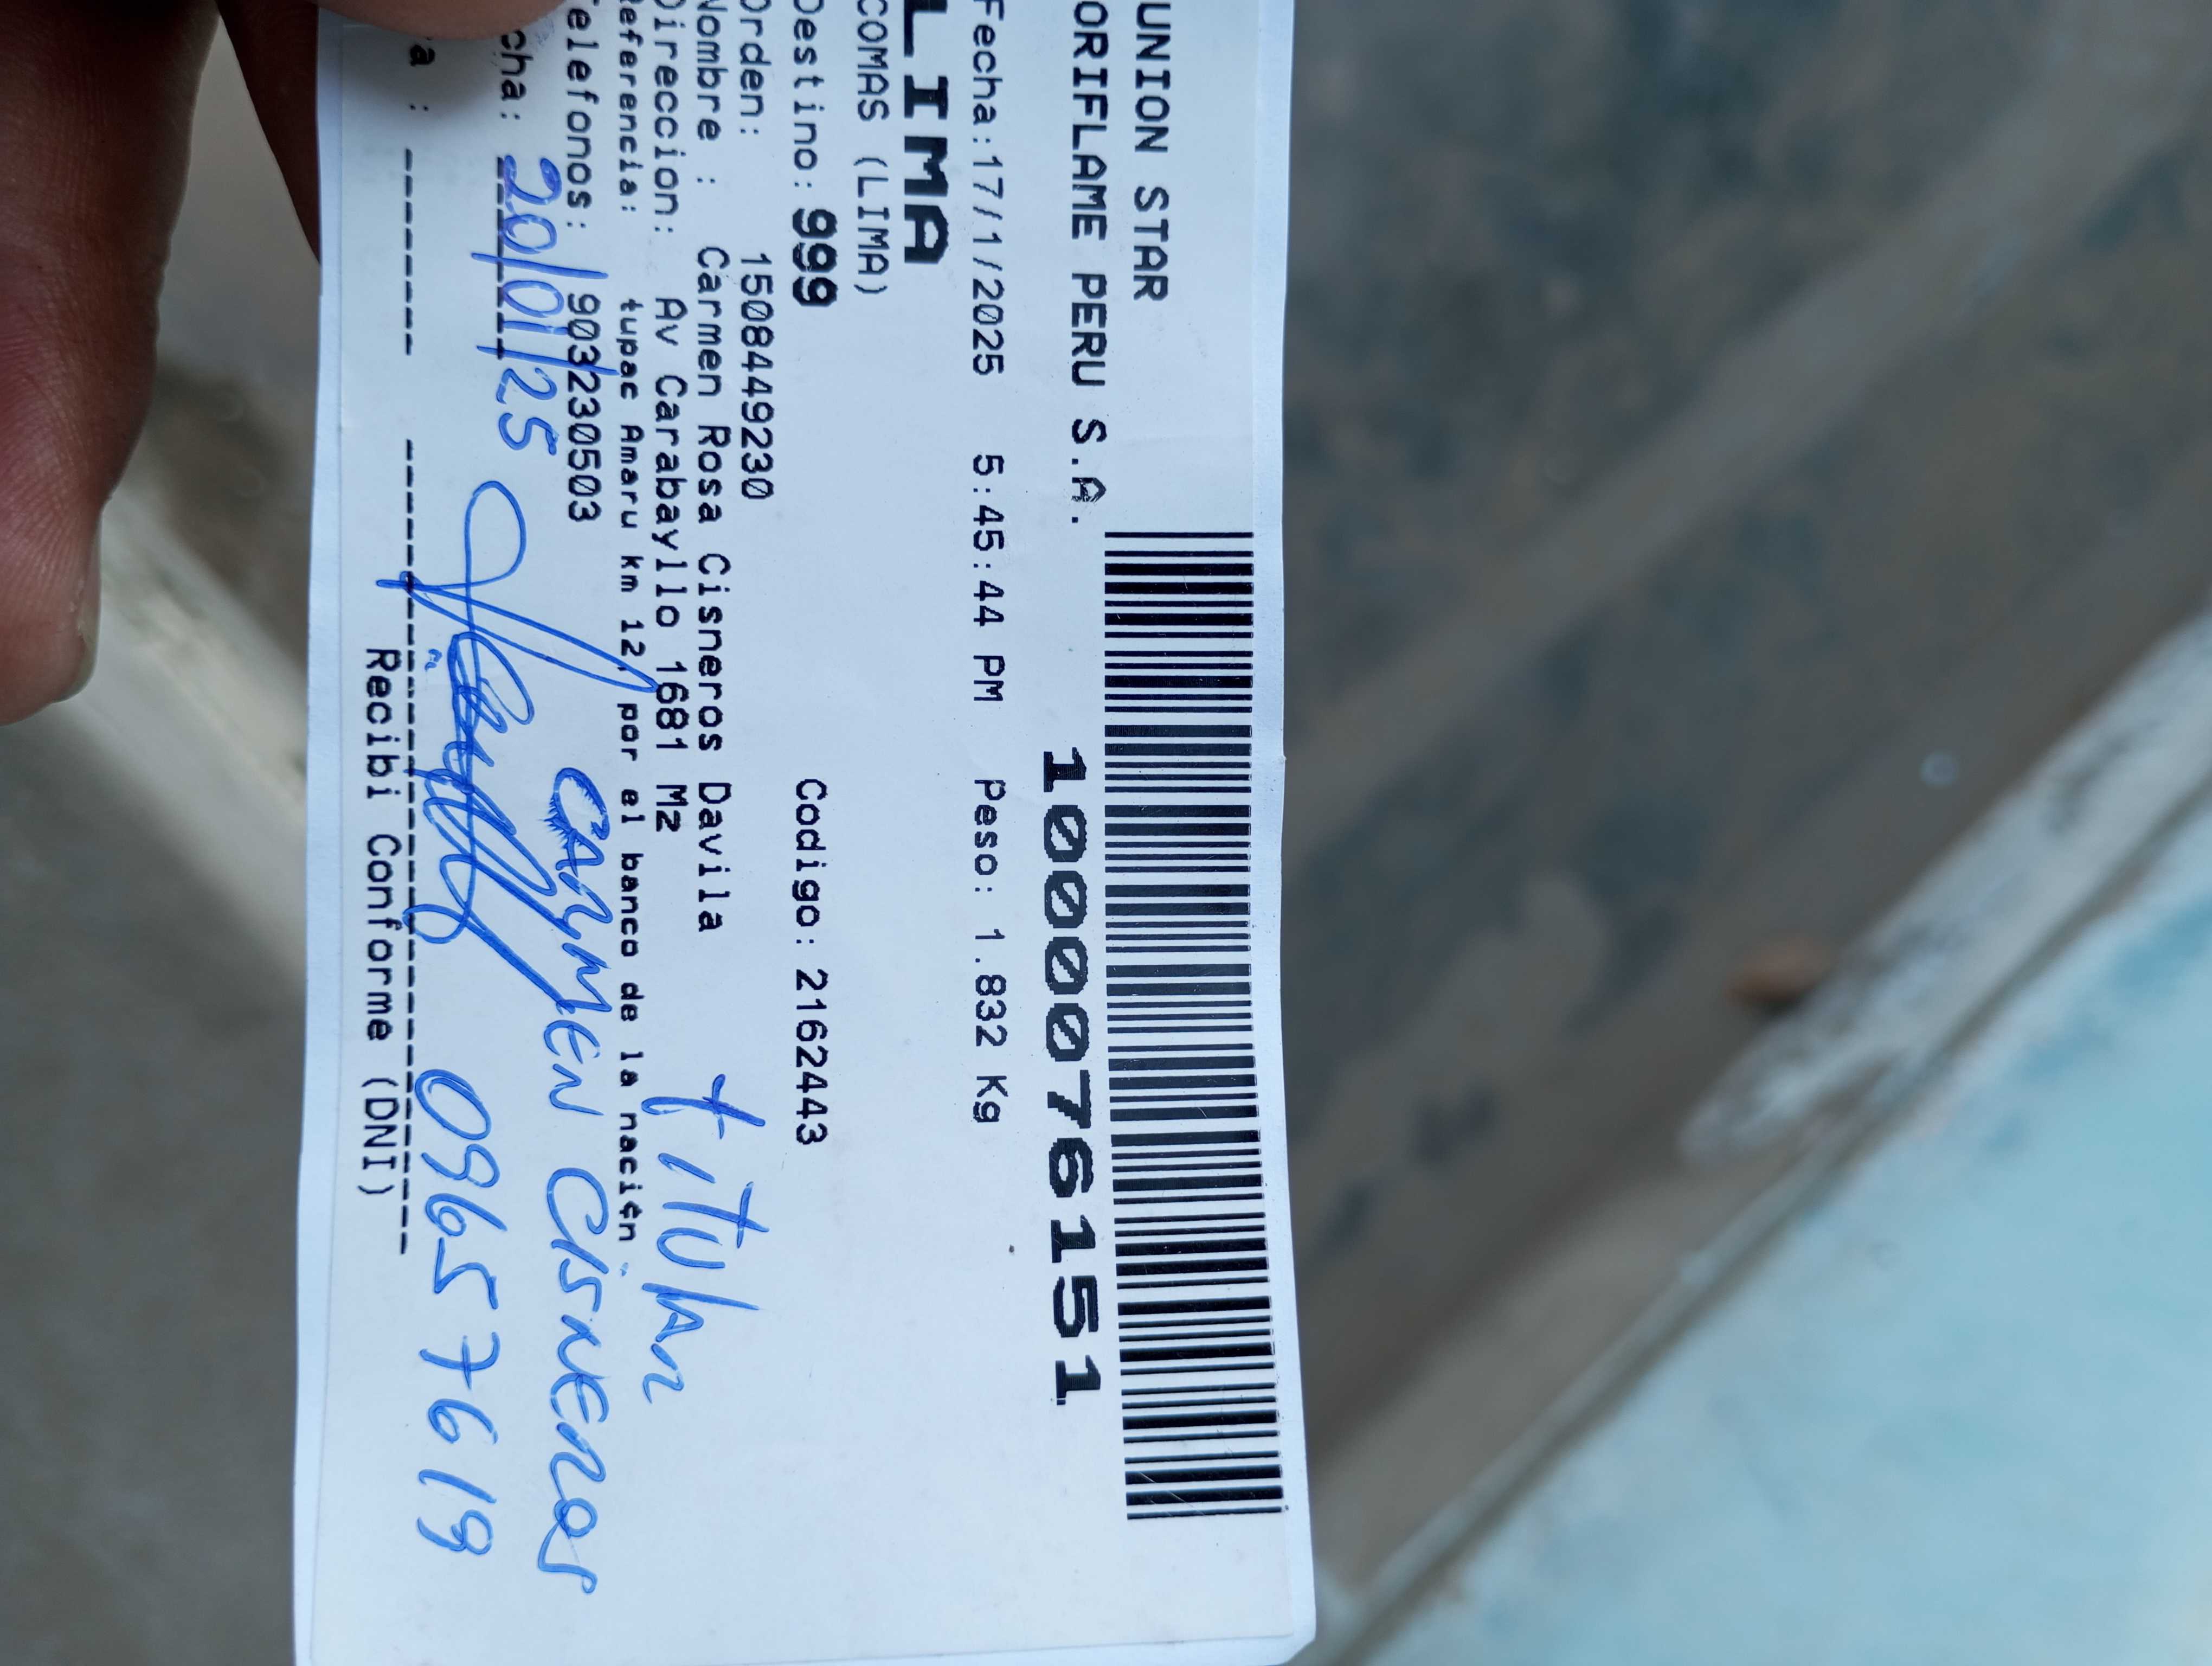 UNION STAR
ORIFLAME PERU S.A.
1000076151
Fecha:17/1/2025 5:45:44 PM Peso: 1.832 Kg
LIMA
COMAS (LIMA)
Destino: 999 Codigo: 2162443
Orden: 1508449230
Nombre : Carmen Rosa Cisneros Davila
Direccion: Av Carabayllo 1681 Mz
titular
Referencia: tupac Amaru km 12, por el banco de la nación
Telefonos: 903230503
CARMEN CISNEROS
cha: 20/01/25
09657619
a :
Recibi Conforme (DNI)